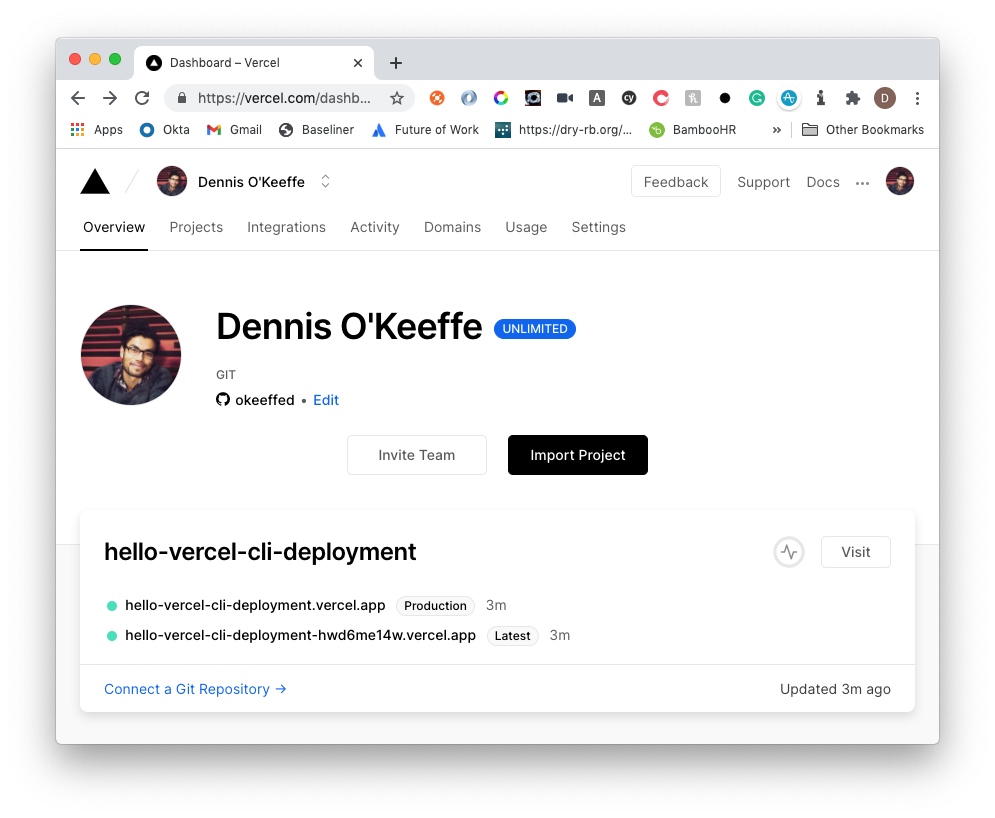 Dashboard – Vercel
https://vercel.com/dashb...
A
cy
D
Apps
Okta
Gmail
Baseliner
Future of Work
https://dry-rb.org/...
BambooHR
»
Other Bookmarks
Dennis O'Keeffe
Feedback
Support
Docs
Overview
Projects
Integrations
Activity
Domains
Usage
Settings
Dennis O'Keeffe
UNLIMITED
GIT
okeeffed • Edit
Invite Team
Import Project
hello-vercel-cli-deployment
Visit
hello-vercel-cli-deployment.vercel.app Production 3m
hello-vercel-cli-deployment-hwd6me14w.vercel.app Latest 3m
Connect a Git Repository →
Updated 3m ago